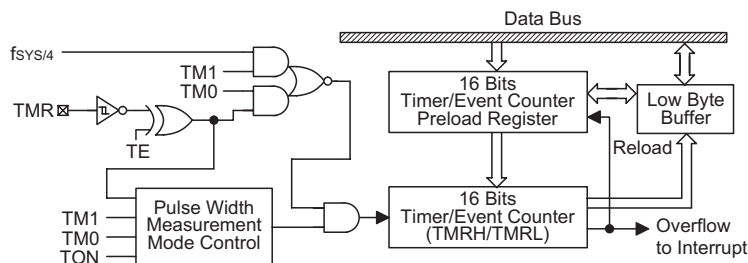 Data Bus
fSYS/4
TM1
TM0
TMR
TE
16 Bits
Timer/Event Counter
Preload Register
Low Byte
Buffer
Reload
TM1
TM0
TON
Pulse Width
Measurement
Mode Control
16 Bits
Timer/Event Counter
(TMRH/TMRL)
Overflow
to Interrupt